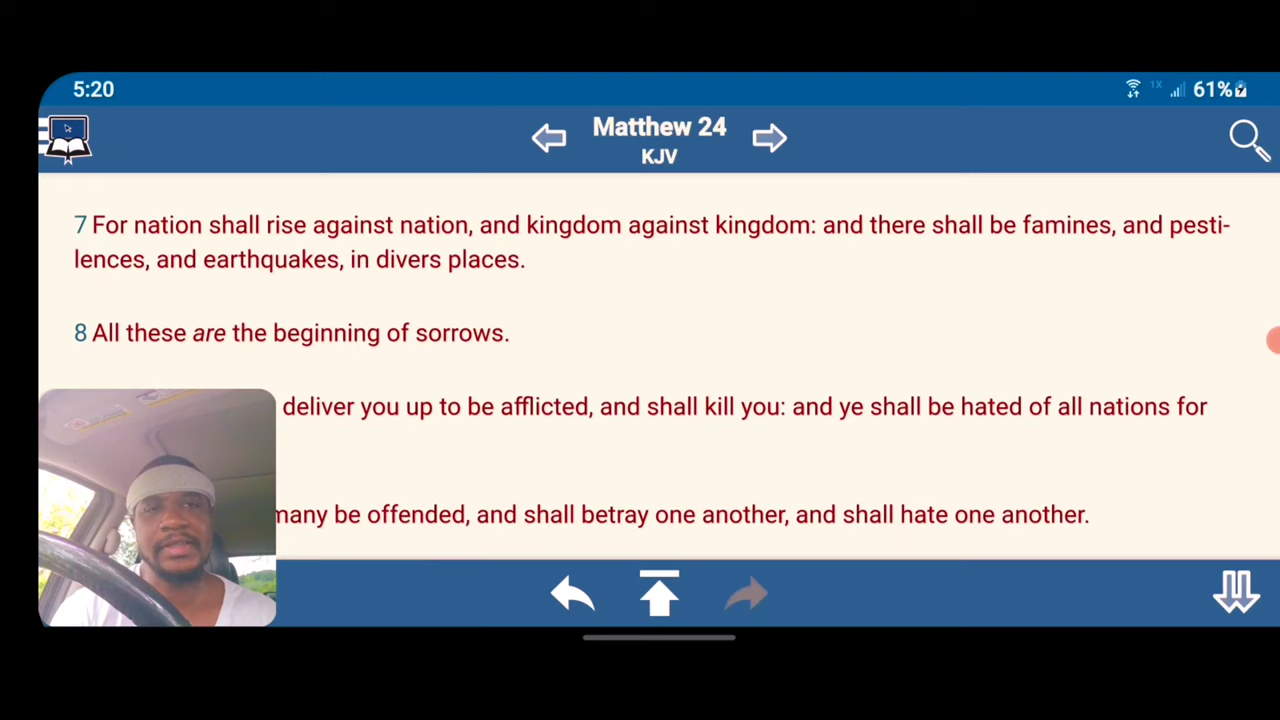 5:20
1X
61%
Matthew 24
KJV
7 For nation shall rise against nation, and kingdom against kingdom: and there shall be famines, and pesti-
lences, and earthquakes, in divers places.
8 All these are the beginning of sorrows.
deliver you up to be afflicted, and shall kill you: and ye shall be hated of all nations for
many be offended, and shall betray one another, and shall hate one another.